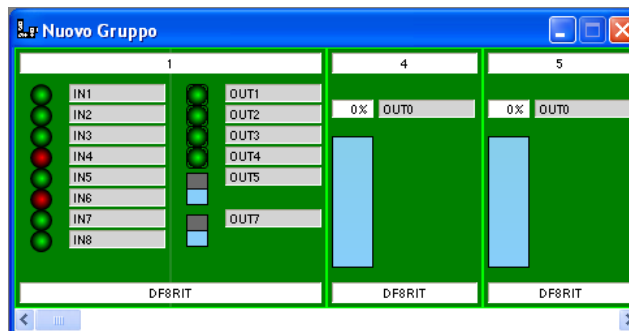 Nuovo Gruppo
1
IN1
IN2
IN3
IN4
IN5
IN6
IN7
IN8
OUT1
OUT2
OUT3
OUT4
OUT5
OUT7
DF8RIT
4
0% OUT0
DF8RIT
5
0% OUT0
DF8RIT